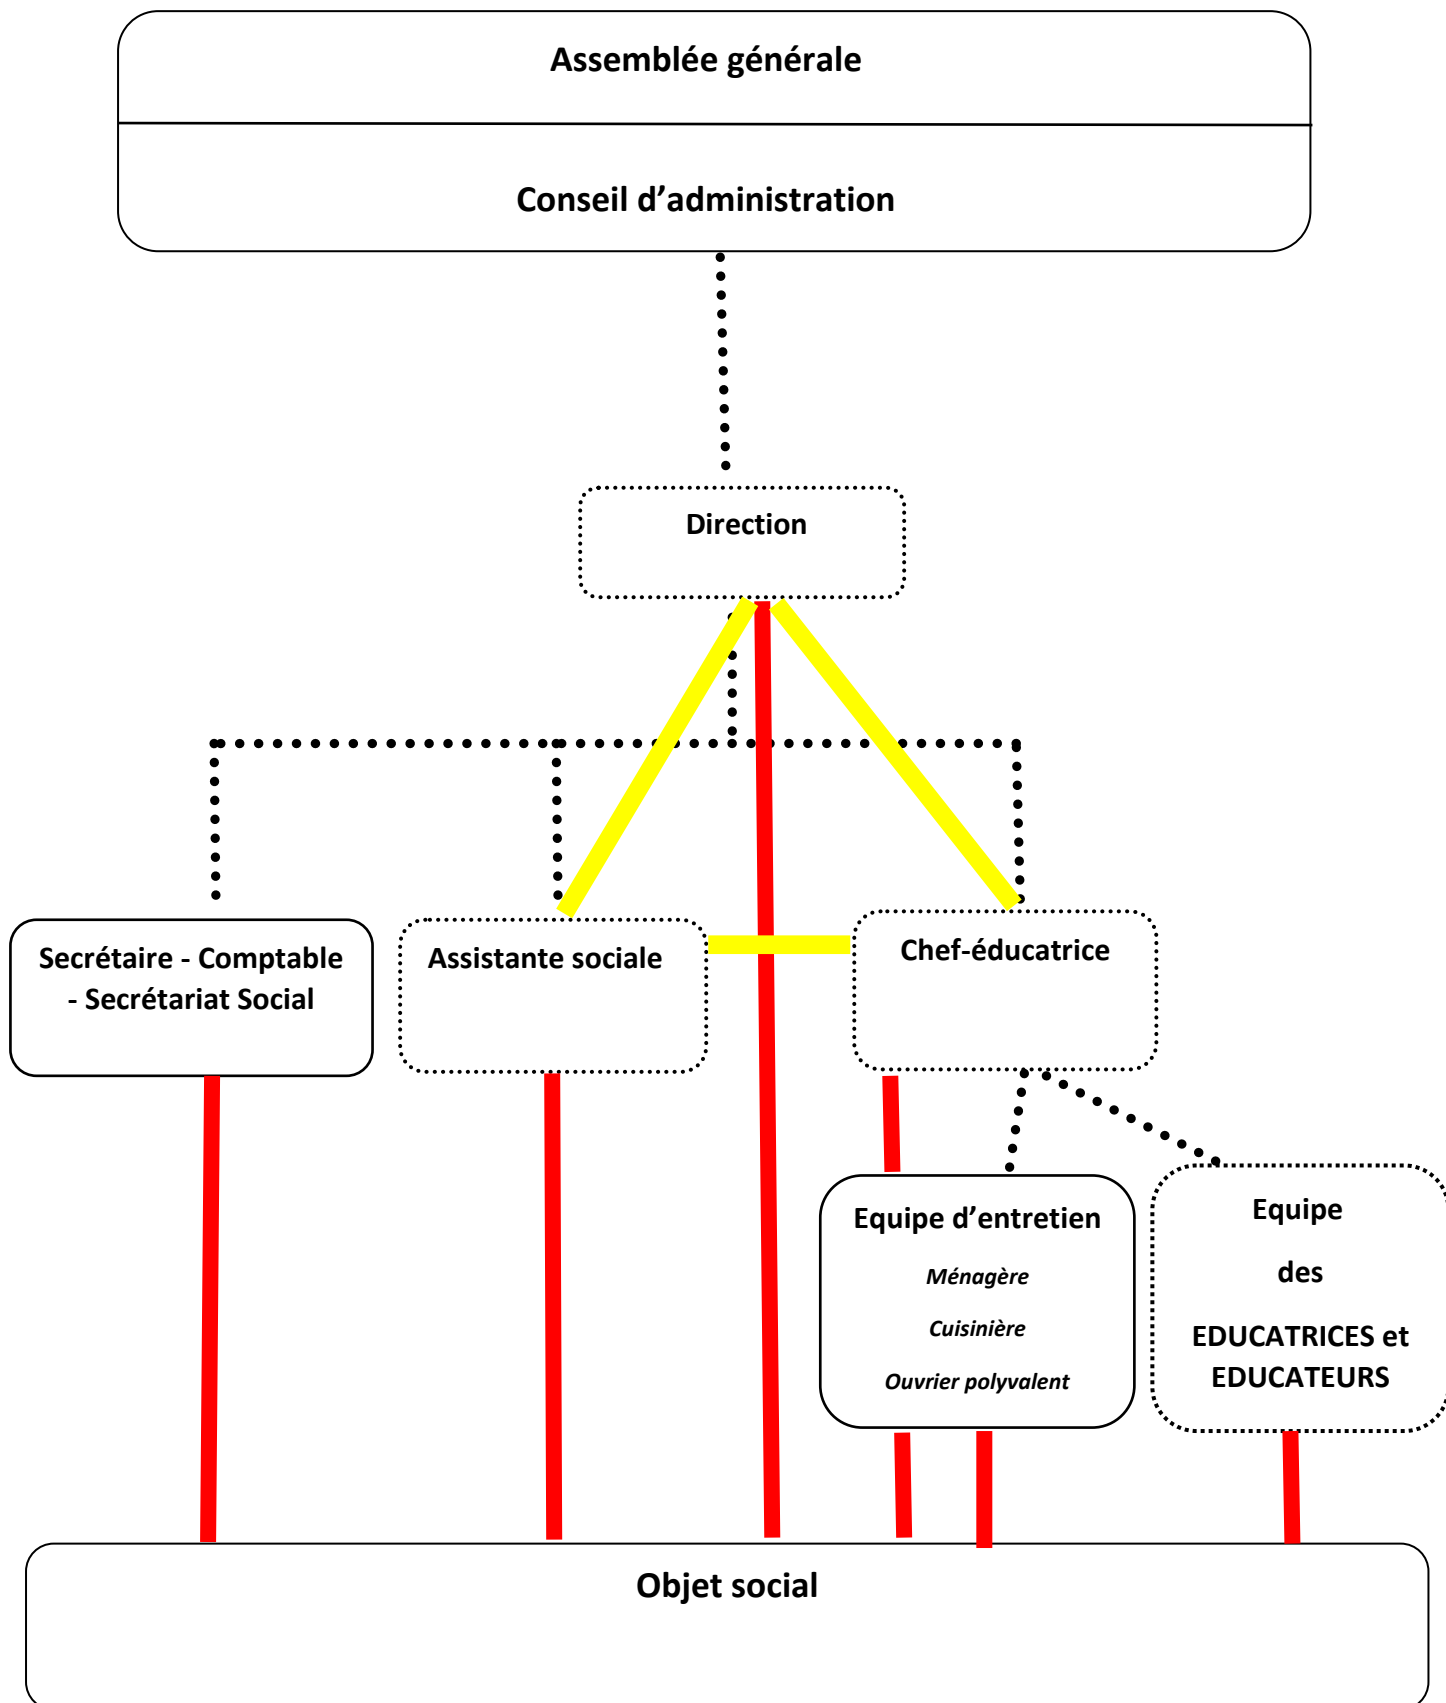 Assemblée générale
Conseil d’administration
Direction
Secrétaire - Comptable
- Secrétariat Social
Assistante sociale
Chef-éducatrice
Equipe d’entretien
Ménagère
Cuisinière
Ouvrier polyvalent
Equipe
des
EDUCATRICES et
EDUCATEURS
Objet social